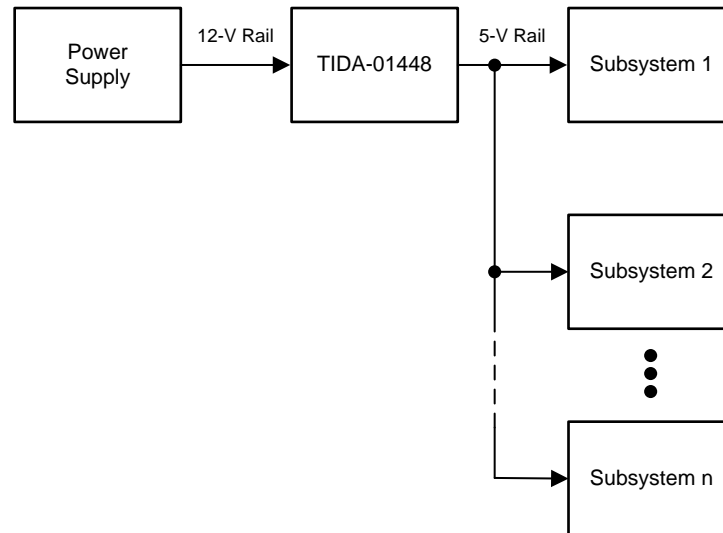 Power
Supply
12-V Rail
TIDA-01448
5-V Rail
Subsystem 1
Subsystem 2
Subsystem n